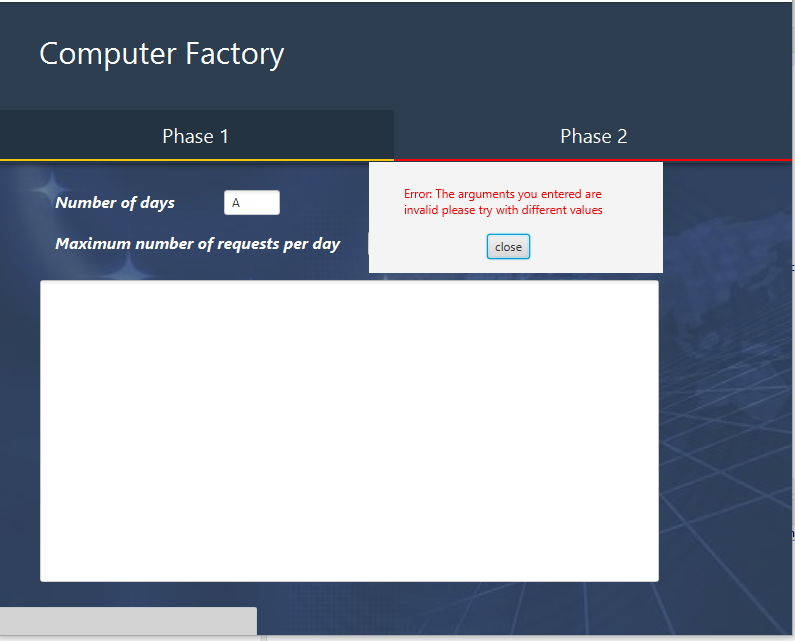 Computer Factory
Phase 1
Phase 2
Number of days
A
Error: The arguments you entered are
invalid please try with different values
Maximum number of requests per day
close